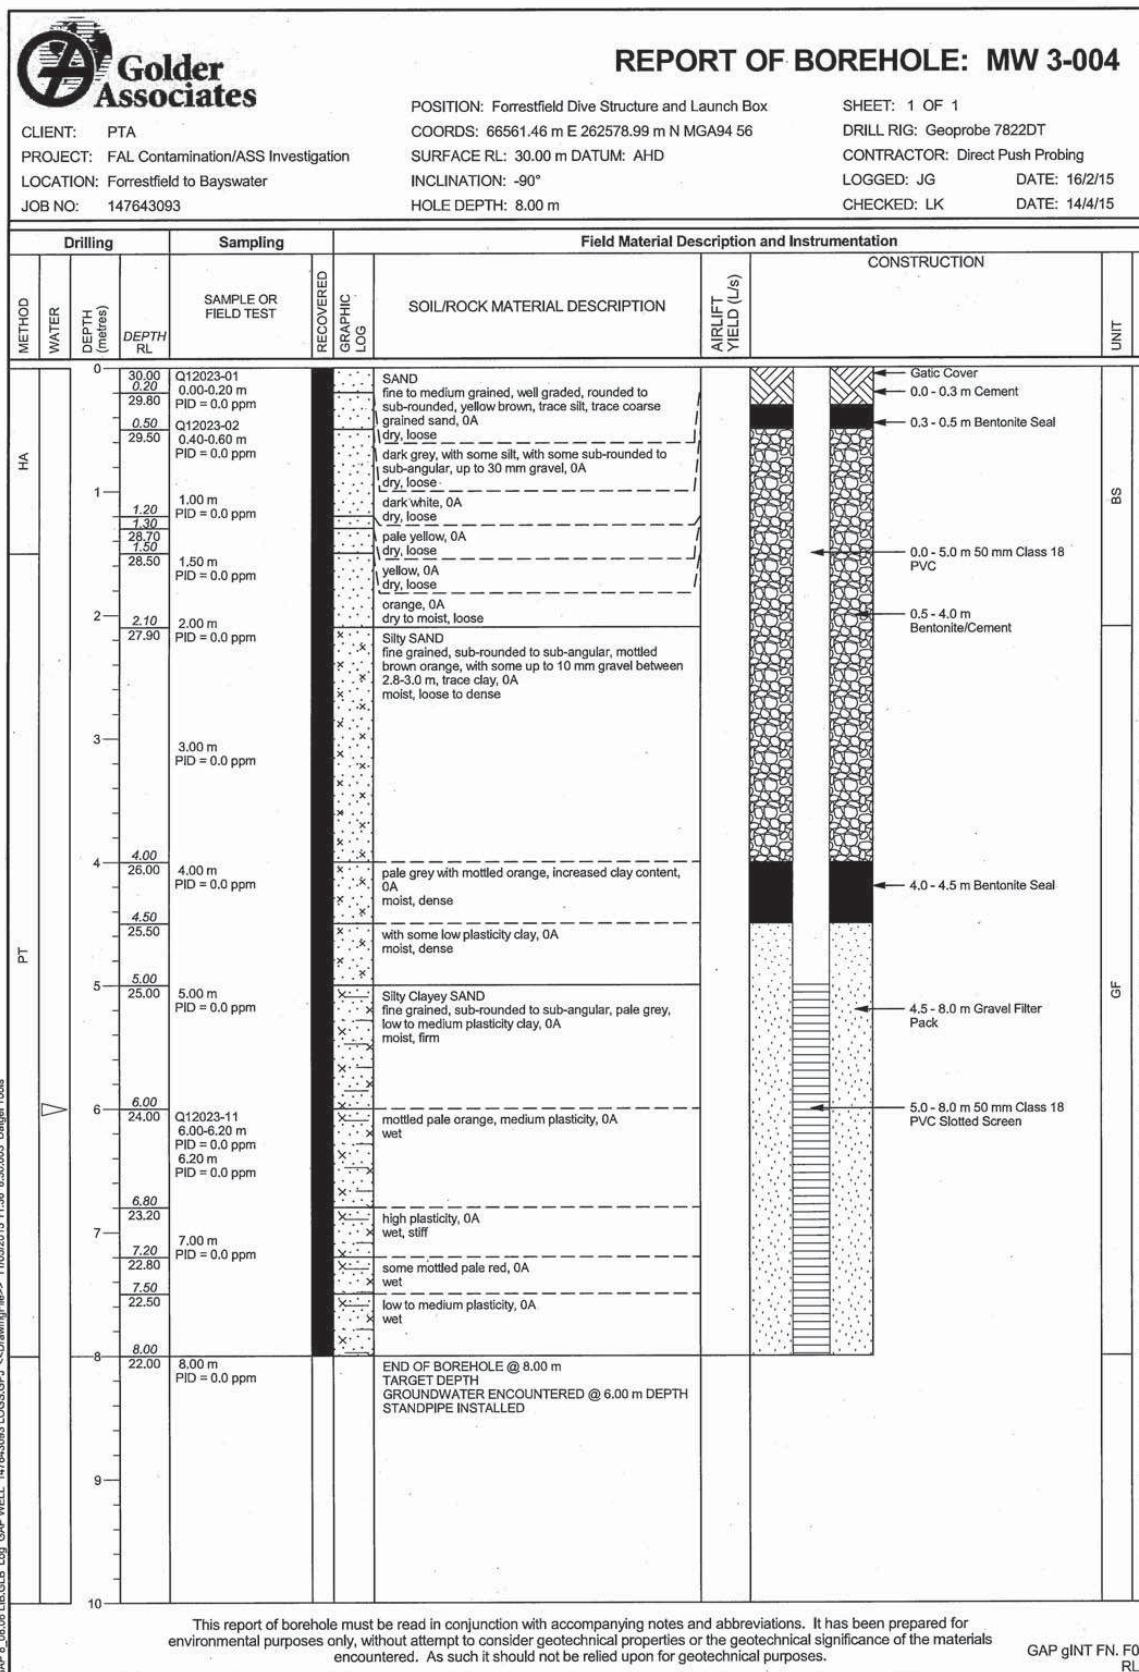 Golder
Associates
REPORT OF BOREHOLE: MW 3-004
CLIENT: PTA
PROJECT: FAL Contamination/ASS Investigation
LOCATION: Forrestfield to Bayswater
JOB NO: 147643093
POSITION: Forrestfield Dive Structure and Launch Box
COORDS: 66561.46 m E 262578.99 m N MGA94 56
SURFACE RL: 30.00 m DATUM: AHD
INCLINATION: -90°
HOLE DEPTH: 8.00 m
SHEET: 1 OF 1
DRILL RIG: Geoprobe 7822DT
CONTRACTOR: Direct Push Probing
LOGGED: JG DATE: 16/2/15
CHECKED: LK DATE: 14/4/15
Drilling
Sampling
Field Material Description and Instrumentation
METHOD
WATER
DEPTH
(metres)
DEPTH
RL
SAMPLE OR
FIELD TEST
RECOVERED
GRAPHIC
LOG
SOIL/ROCK MATERIAL DESCRIPTION
AIRLIFT
YIELD (L/s)
CONSTRUCTION
UNIT
HA
PT
0
1
2
3
4
5
6
7
8
9
10
30.00
0.20
29.80
0.50
29.50
1.20
1.30
28.70
1.50
28.50
2.10
27.90
4.00
26.00
4.50
25.50
5.00
25.00
6.00
24.00
6.80
23.20
7.20
22.80
7.50
22.50
8.00
22.00
Q12023-01
0.00-0.20 m
PID = 0.0 ppm
Q12023-02
0.40-0.60 m
PID = 0.0 ppm
1.00 m
PID = 0.0 ppm
1.50 m
PID = 0.0 ppm
2.00 m
PID = 0.0 ppm
3.00 m
PID = 0.0 ppm
4.00 m
PID = 0.0 ppm
5.00 m
PID = 0.0 ppm
Q12023-11
6.00-6.20 m
PID = 0.0 ppm
6.20 m
PID = 0.0 ppm
7.00 m
PID = 0.0 ppm
8.00 m
PID = 0.0 ppm
SAND
fine to medium grained, well graded, rounded to
sub-rounded, yellow brown, trace silt, trace coarse
grained sand, 0A
dry, loose
dark grey, with some silt, with some sub-rounded to
sub-angular, up to 30 mm gravel, 0A
dry, loose
dark white, 0A
dry, loose
pale yellow, 0A
dry, loose
yellow, 0A
dry, loose
orange, 0A
dry to moist, loose
Silty SAND
fine grained, sub-rounded to sub-angular, mottled
brown orange, with some up to 10 mm gravel between
2.8-3.0 m, trace clay, 0A
moist, loose to dense
pale grey with mottled orange, increased clay content,
0A
moist, dense
with some low plasticity clay, 0A
moist, dense
Silty Clayey SAND
fine grained, sub-rounded to sub-angular, pale grey,
low to medium plasticity clay, 0A
moist, firm
mottled pale orange, medium plasticity, 0A
wet
high plasticity, 0A
wet, stiff
some mottled pale red, 0A
wet
low to medium plasticity, 0A
wet
END OF BOREHOLE @ 8.00 m
TARGET DEPTH
GROUNDWATER ENCOUNTERED @ 6.00 m DEPTH
STANDPIPE INSTALLED
Gatic Cover
0.0 - 0.3 m Cement
0.3 - 0.5 m Bentonite Seal
0.0 - 5.0 m 50 mm Class 18
PVC
0.5 - 4.0 m
Bentonite/Cement
4.0 - 4.5 m Bentonite Seal
4.5 - 8.0 m Gravel Filter
Pack
5.0 - 8.0 m 50 mm Class 18
PVC Slotted Screen
BS
GF
This report of borehole must be read in conjunction with accompanying notes and abbreviations. It has been prepared for
environmental purposes only, without attempt to consider geotechnical properties or the geotechnical significance of the materials
encountered. As such it should not be relied upon for geotechnical purposes.
GAP gINT FN. F0
RL